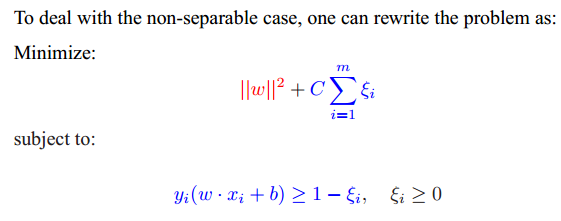 To deal with the non-separable case, one can rewrite the problem as:
Minimize:
||w||² + C ∑_{i=1}^{m} ξ_i
subject to:
y_i(w · x_i + b) ≥ 1 − ξ_i, ξ_i ≥ 0